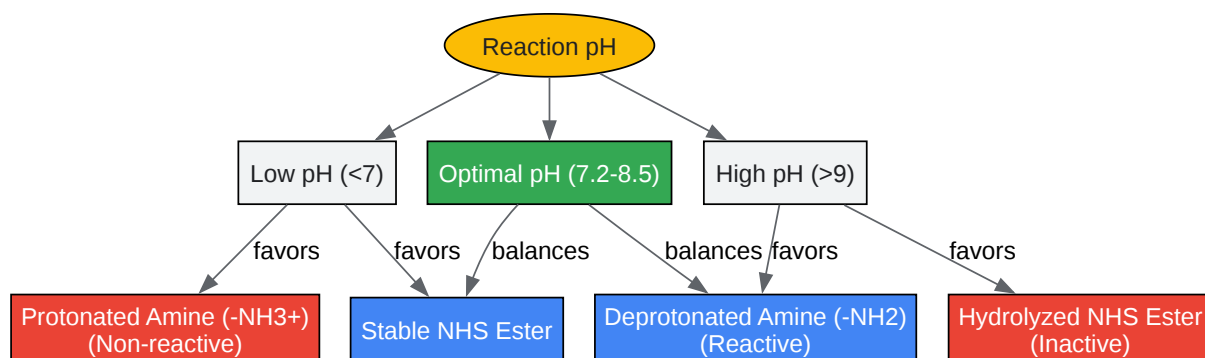 Reaction pH
Low pH (<7)
Optimal pH (7.2-8.5)
High pH (>9)
favors
favors
balances
balances
favors
favors
Protonated Amine (-NH3+)
(Non-reactive)
Stable NHS Ester
Deprotonated Amine (-NH2)
(Reactive)
Hydrolyzed NHS Ester
(Inactive)